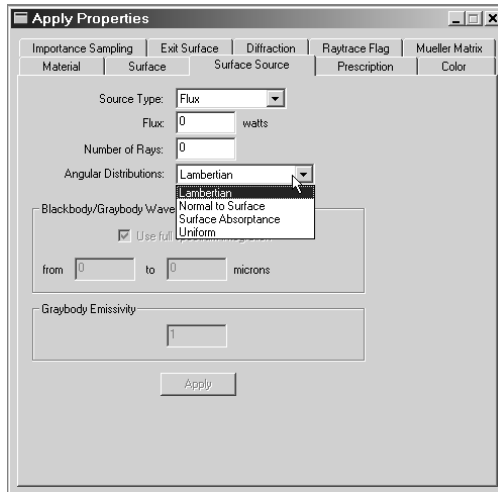 Apply Properties
Importance Sampling Exit Surface Diffraction Raytrace Flag Mueller Matrix
Material Surface Surface Source Prescription Color
Source Type: Flux
Flux: 0 watts
Number of Rays: 0
Angular Distributions: Lambertian
Lambertian
Normal to Surface
Surface Absorptance
Uniform
Blackbody/Graybody Wave
Use full
from 0 to 0 microns
Graybody Emissivity
1
Apply